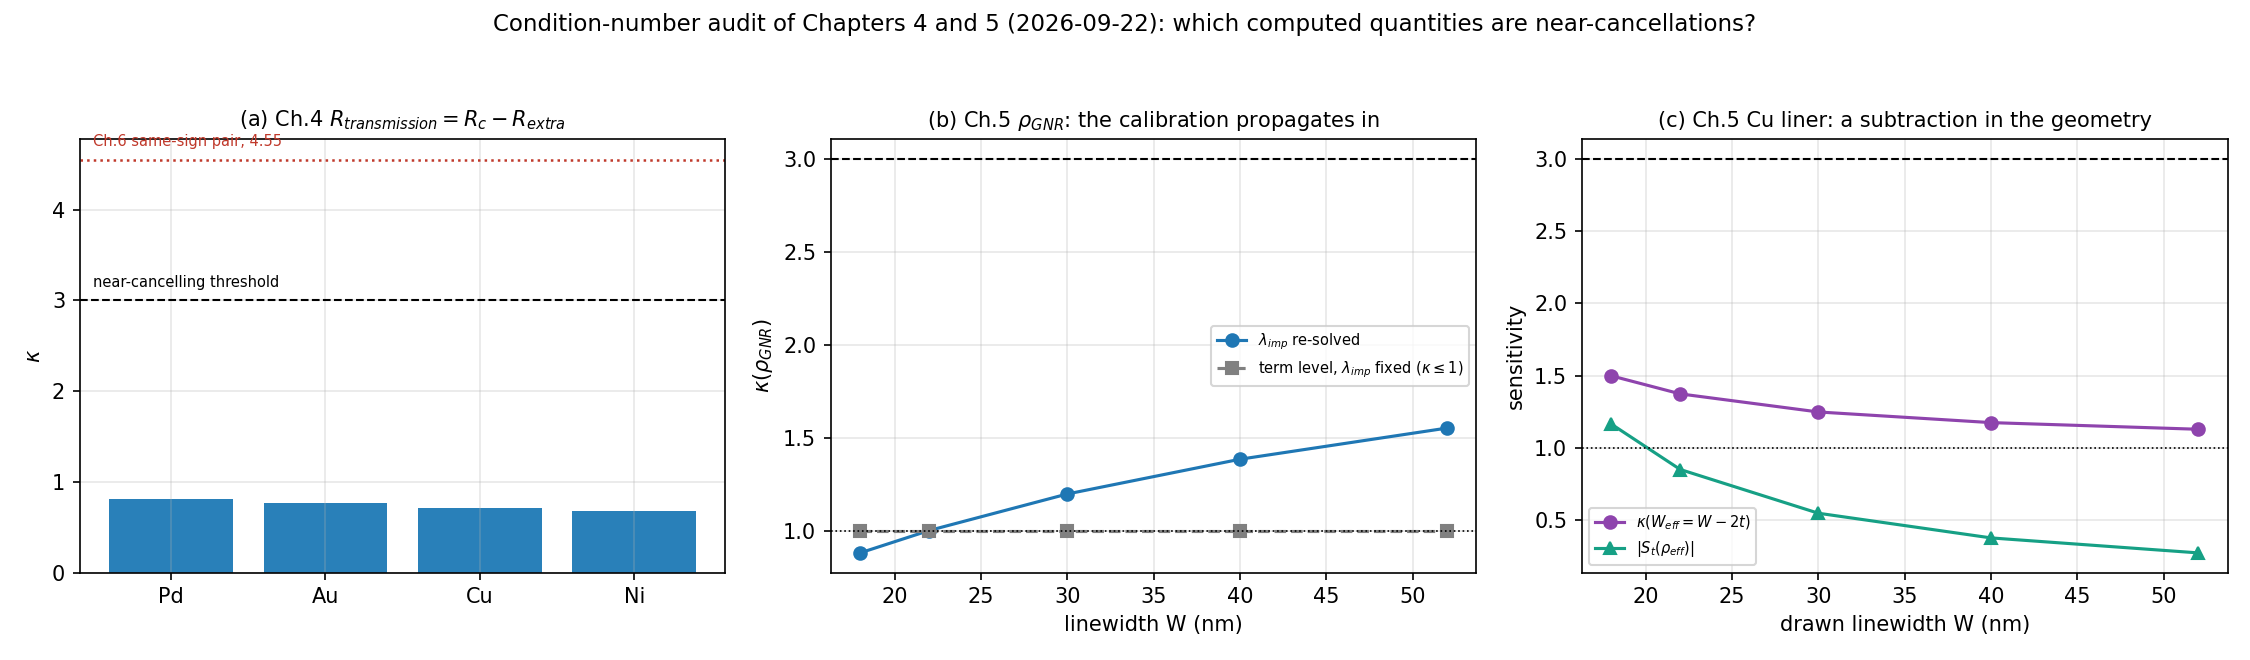 Condition-number audit of Chapters 4 and 5 (2026-09-22): which computed quantities are near-cancellations?
(a) Ch.4 R_transmission = R_c − R_extra
Ch.6 same-sign pair, 4.55
near-cancelling threshold
κ
4
3
2
1
0
Pd Au Cu Ni
(b) Ch.5 ρ_GNR: the calibration propagates in
κ(ρ_GNR)
3.0
2.5
2.0
1.5
1.0
λ_imp re-solved
term level, λ_imp fixed (κ ≤ 1)
20 25 30 35 40 45 50
linewidth W (nm)
(c) Ch.5 Cu liner: a subtraction in the geometry
sensitivity
3.0
2.5
2.0
1.5
1.0
0.5
κ(W_eff = W − 2t)
|S_t(ρ_eff)|
20 25 30 35 40 45 50
drawn linewidth W (nm)